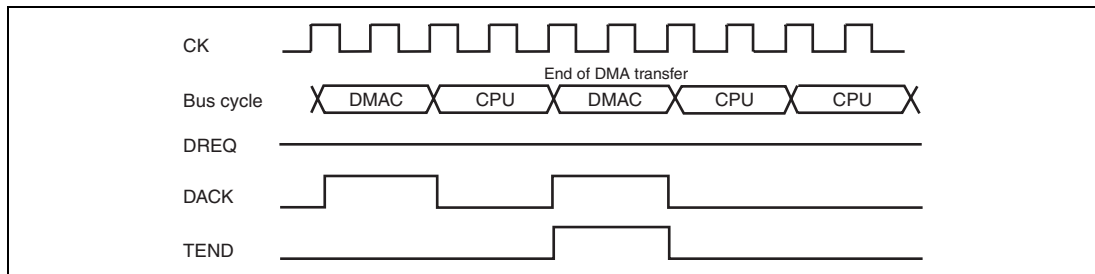 CK
End of DMA transfer
Bus cycle DMAC CPU DMAC CPU CPU
DREQ
DACK
TEND